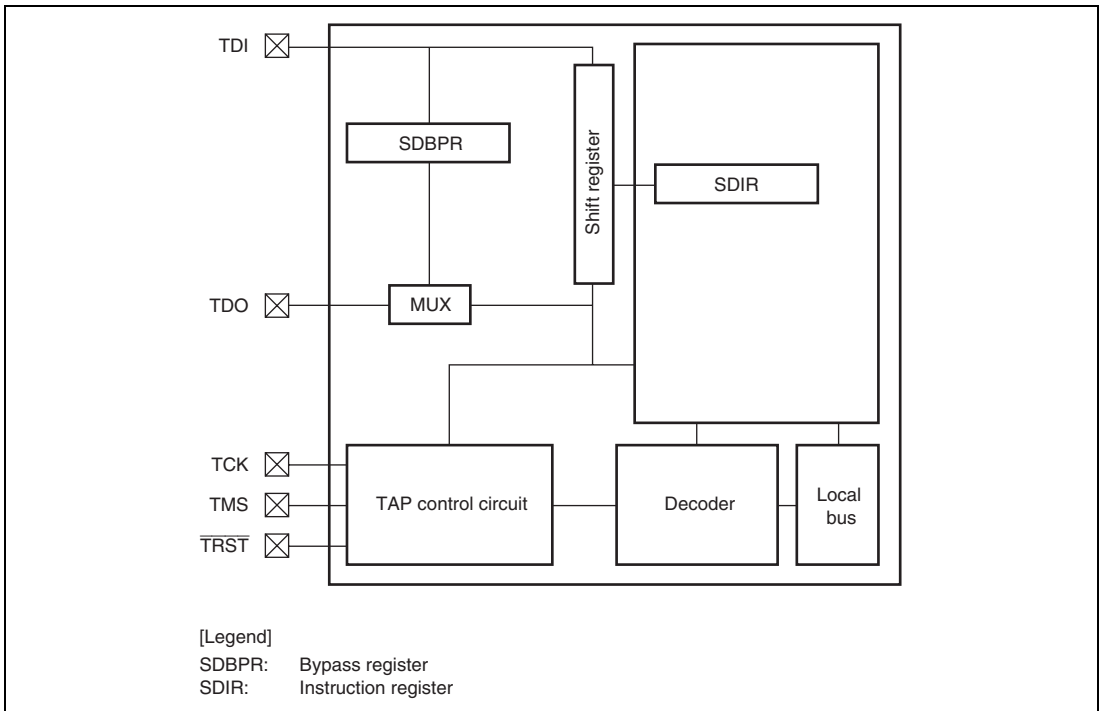 TDI
SDBPR
Shift register
SDIR
TDO
MUX
TCK
TMS
TRST
TAP control circuit
Decoder
Local
bus
[Legend]
SDBPR: Bypass register
SDIR: Instruction register